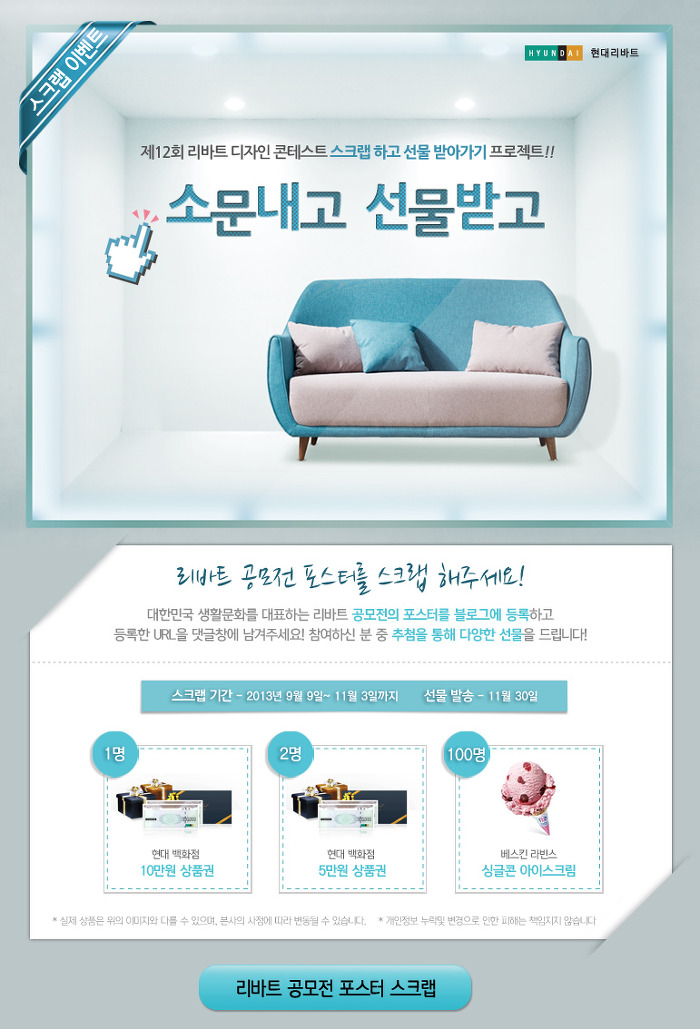 스크랩 이벤트
HYUNDAI 현대리바트
제12회 리바트 디자인 콘테스트 스크랩 하고 선물 받아가기 프로젝트!!
소문내고 선물받고
리바트 공모전 포스터를 스크랩 해주세요!
대한민국 생활문화를 대표하는 리바트 공모전의 포스터를 블로그에 등록하고
등록한 URL을 댓글창에 남겨주세요! 참여하신 분 중 추첨을 통해 다양한 선물을 드립니다!
스크랩 기간 - 2013년 9월 9일~ 11월 3일까지 선물 발송 - 11월 30일
1명
현대 백화점
10만원 상품권
2명
현대 백화점
5만원 상품권
100명
베스킨 라빈스
싱글콘 아이스크림
* 실제 상품은 위의 이미지와 다를 수 있으며, 본사의 사정에 따라 변동될 수 있습니다. * 개인정보 누락및 변경으로 인한 피해는 책임지지 않습니다
리바트 공모전 포스터 스크랩